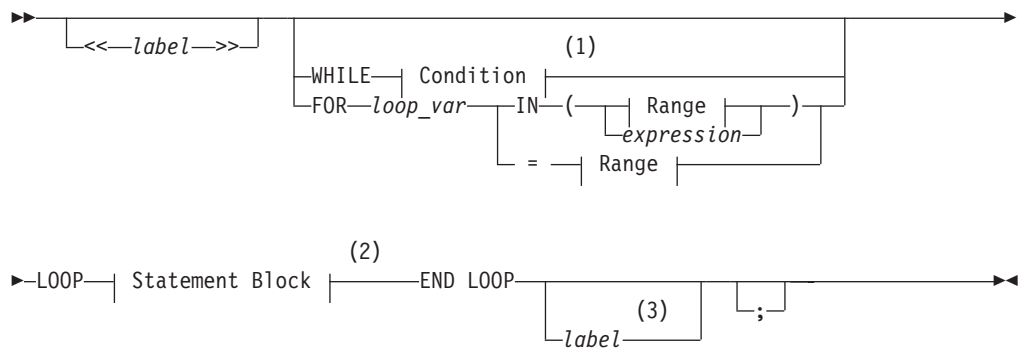 << label >>
(1)
WHILE Condition
FOR loop_var IN ( Range )
expression
= Range
(2)
LOOP Statement Block END LOOP
(3)
;
label